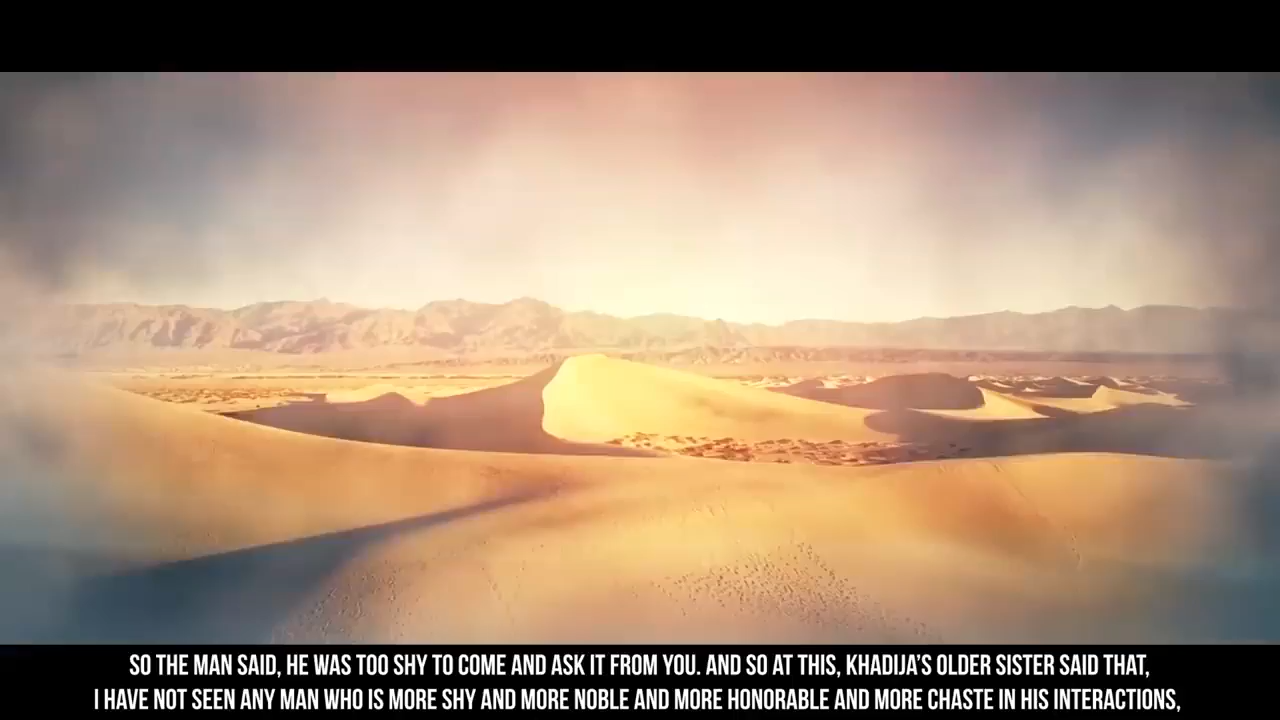 SO THE MAN SAID, HE WAS TOO SHY TO COME AND ASK IT FROM YOU. AND SO AT THIS, KHADIJA'S OLDER SISTER SAID THAT,
I HAVE NOT SEEN ANY MAN WHO IS MORE SHY AND MORE NOBLE AND MORE HONORABLE AND MORE CHASTE IN HIS INTERACTIONS,